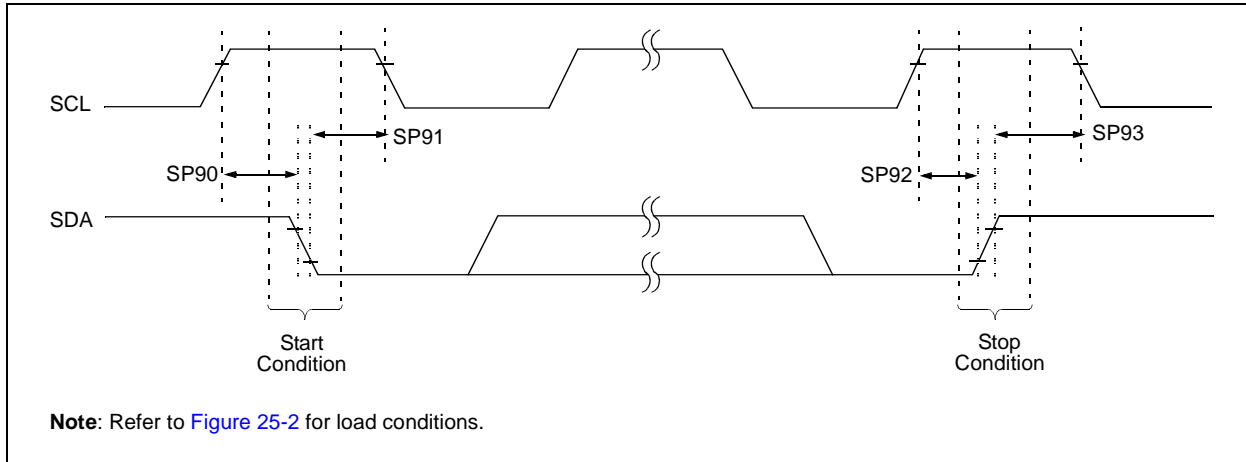 SCL
SP91
SP93
SP90
SP92
SDA
Start
Condition
Stop
Condition
Note: Refer to Figure 25-2 for load conditions.